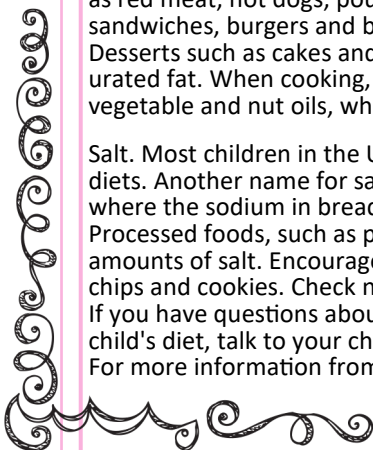 as red meat, hot dogs, pou
sandwiches, burgers and b
Desserts such as cakes and
urated fat. When cooking,
vegetable and nut oils, wh
Salt. Most children in the U
diets. Another name for sa
where the sodium in bread
Processed foods, such as p
amounts of salt. Encourage
chips and cookies. Check n
If you have questions abou
child's diet, talk to your ch
For more information from